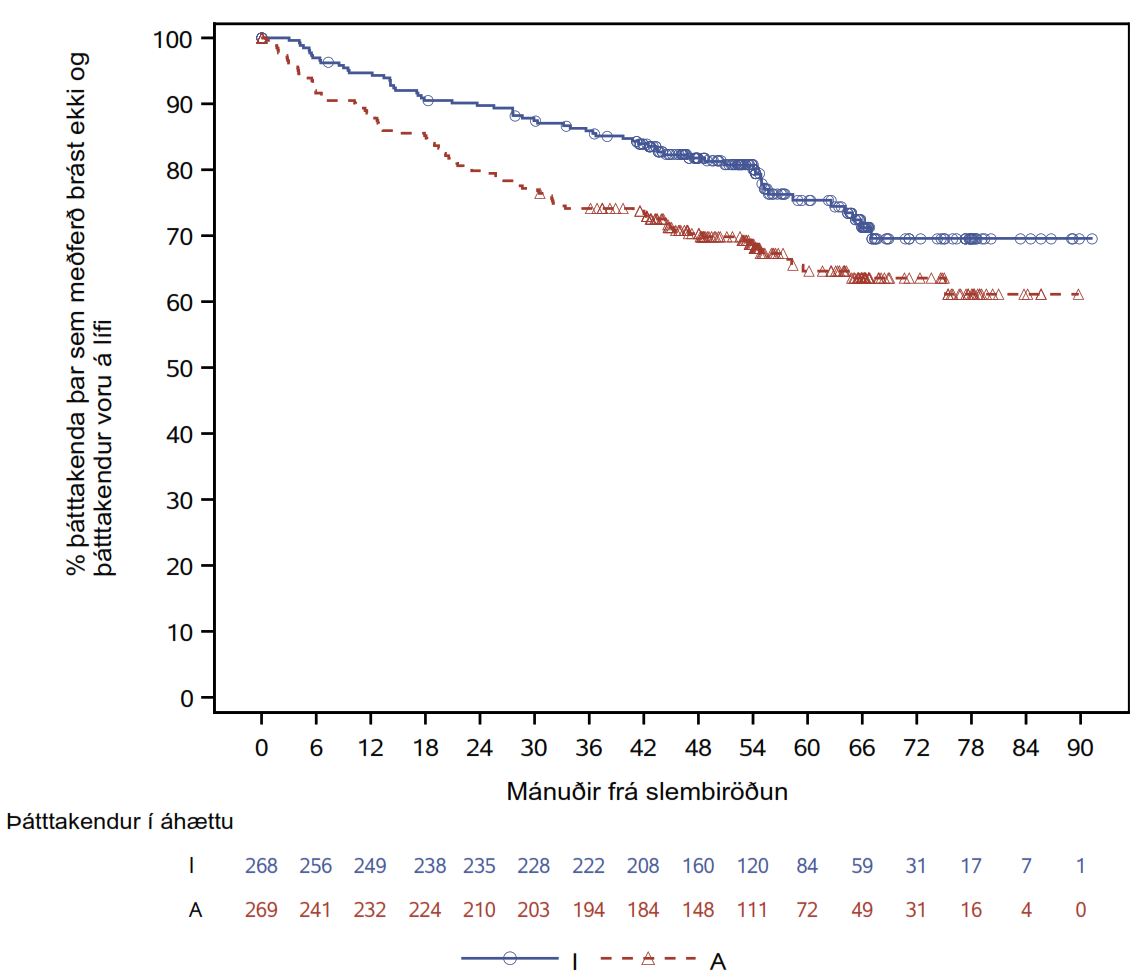 % þátttakenda þar sem meðferð brást ekki og
þátttakendur voru á lífi
100
90
80
70
60
50
40
30
20
10
0
0 6 12 18 24 30 36 42 48 54 60 66 72 78 84 90
Mánuðir frá slembiröðun
Þátttakendur í áhættu
I 268 256 249 238 235 228 222 208 160 120 84 59 31 17 7 1
A 269 241 232 224 210 203 194 184 148 111 72 49 31 16 4 0
I A